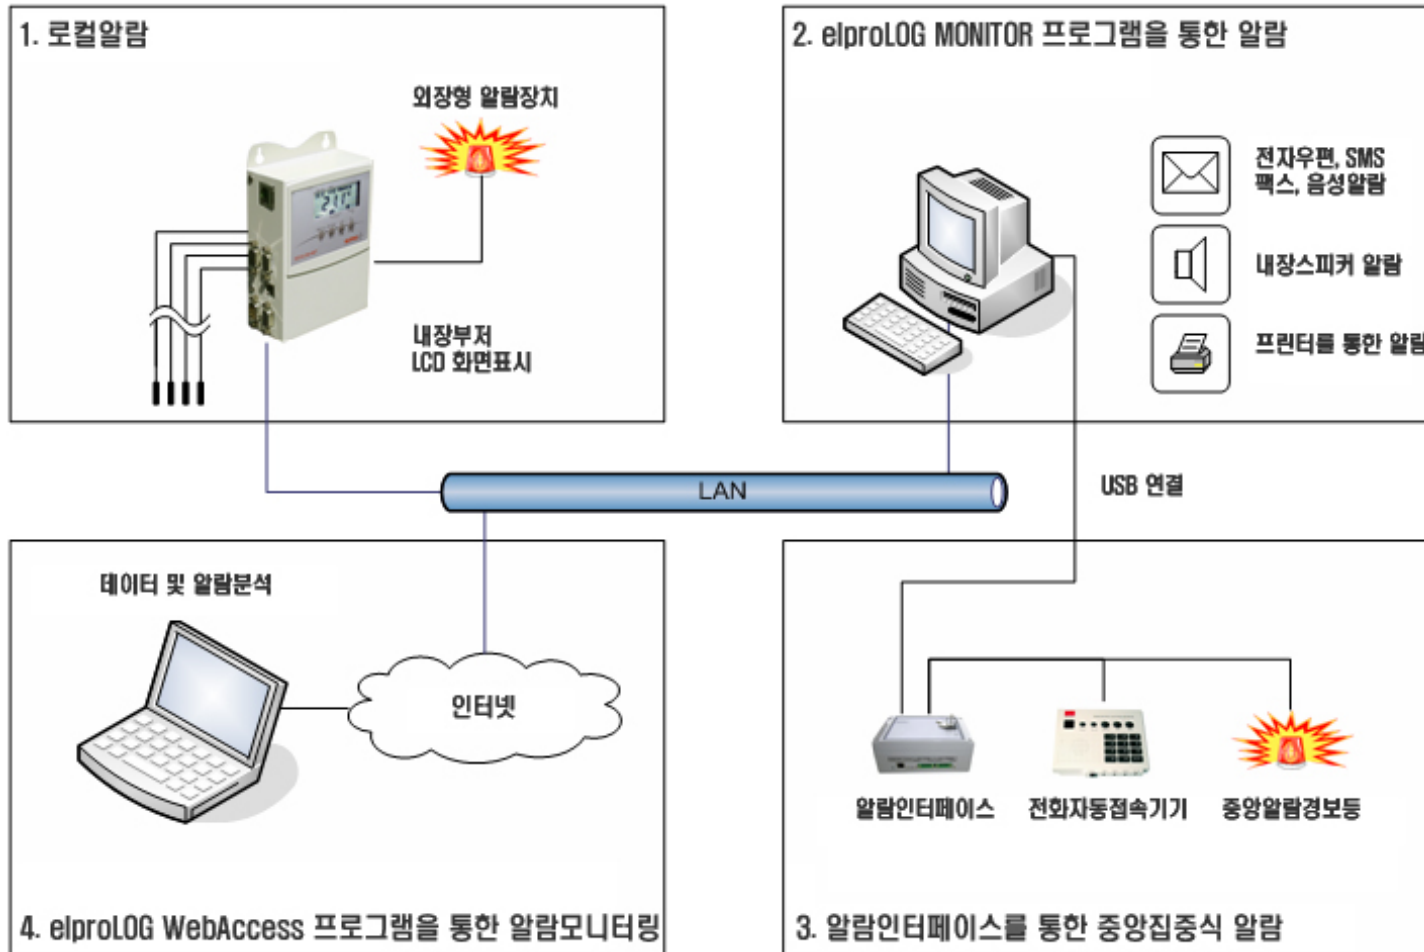 1. 로컬알람
외장형 알람장치
내장부저
LCD 화면표시
2. elproLOG MONITOR 프로그램을 통한 알람
전자우편, SMS
팩스, 음성알람
내장스피커 알람
프린터를 통한 알람
LAN
USB 연결
데이터 및 알람분석
인터넷
4. elproLOG WebAccess 프로그램을 통한 알람모니터링
알람인터페이스
전화자동접속기기
중앙알람경보등
3. 알람인터페이스를 통한 중앙집중식 알람